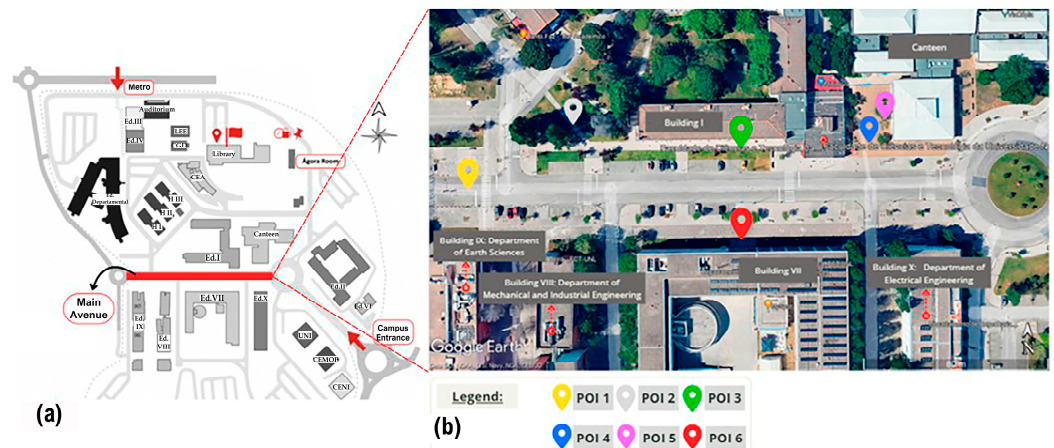 Metro
Auditorium
Ed.III
Ed.IV
LEE
Library
Ágora Room
CEA
Departamental
H III
H II
H I
Canteen
Ed.I
Ed.II
Main
Avenue
Ed.VI
Ed.
IX
Ed.
VIII
Ed.VII
Ed.X
UNI
CEMOP
CENI
Campus
Entrance
(a)
Canteen
Building I
Building IX: Department
of Earth Sciences
Building VIII: Department of
Mechanical and Industrial Engineering
Building VII
Building X: Department of
Electrical Engineering
Google Earth
N
(b)
Legend:
POI 1
POI 2
POI 3
POI 4
POI 5
POI 6